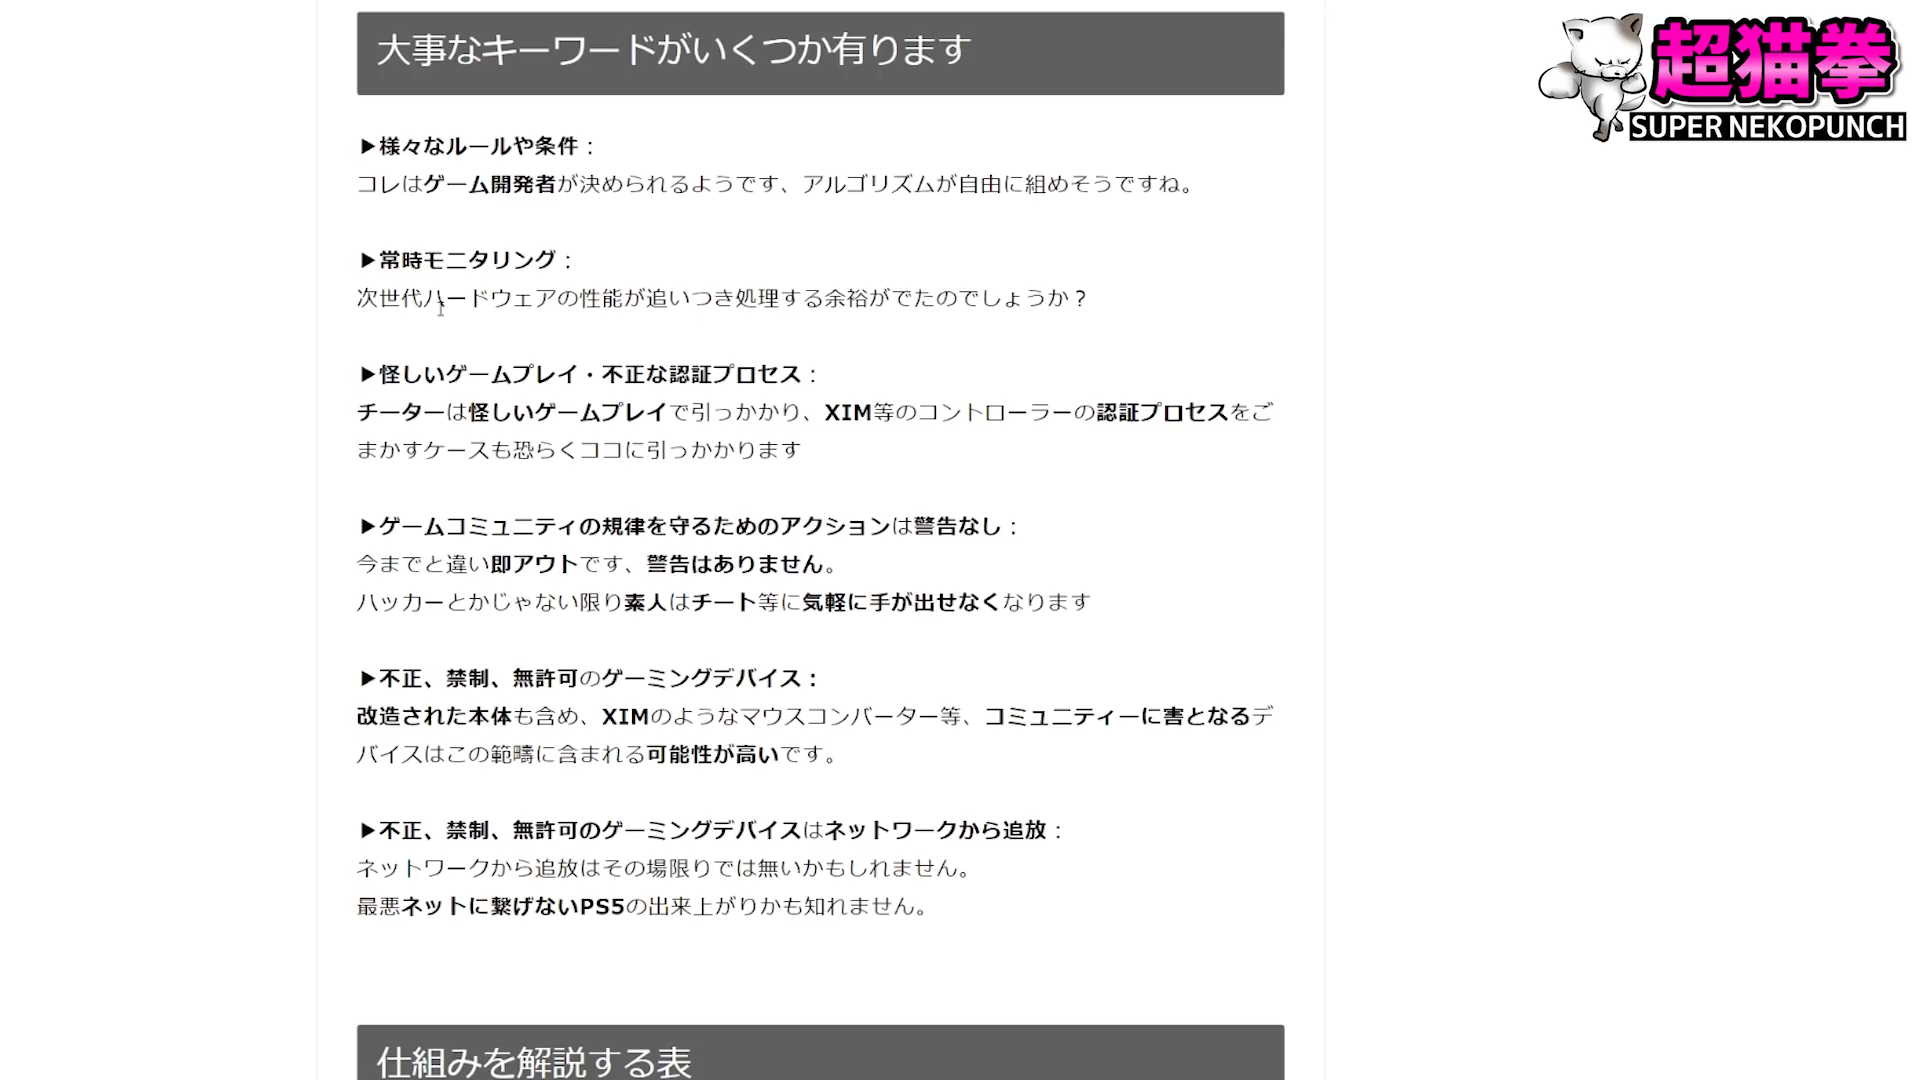 大事なキーワードがいくつか有ります
超猫拳
SUPER NEKOPUNCH
▶様々なルールや条件：
コレはゲーム開発者が決められるようです、アルゴリズムが自由に組めそうですね。
▶常時モニタリング：
次世代ハードウェアの性能が追いつき処理する余裕がでたのでしょうか？
▶怪しいゲームプレイ・不正な認証プロセス：
チーターは怪しいゲームプレイで引っかかり、XIM等のコントローラーの認証プロセスをご
まかすケースも恐らくココに引っかかります
▶ゲームコミュニティの規律を守るためのアクションは警告なし：
今までと違い即アウトです、警告はありません。
ハッカーとかじゃない限り素人はチート等に気軽に手が出せなくなります
▶不正、禁制、無許可のゲーミングデバイス：
改造された本体も含め、XIMのようなマウスコンバーター等、コミュニティーに害となるデ
バイスはこの範疇に含まれる可能性が高いです。
▶不正、禁制、無許可のゲーミングデバイスはネットワークから追放：
ネットワークから追放はその場限りでは無いかもしれません。
最悪ネットに繋げないPS5の出来上がりかも知れません。
仕組みを解説する表